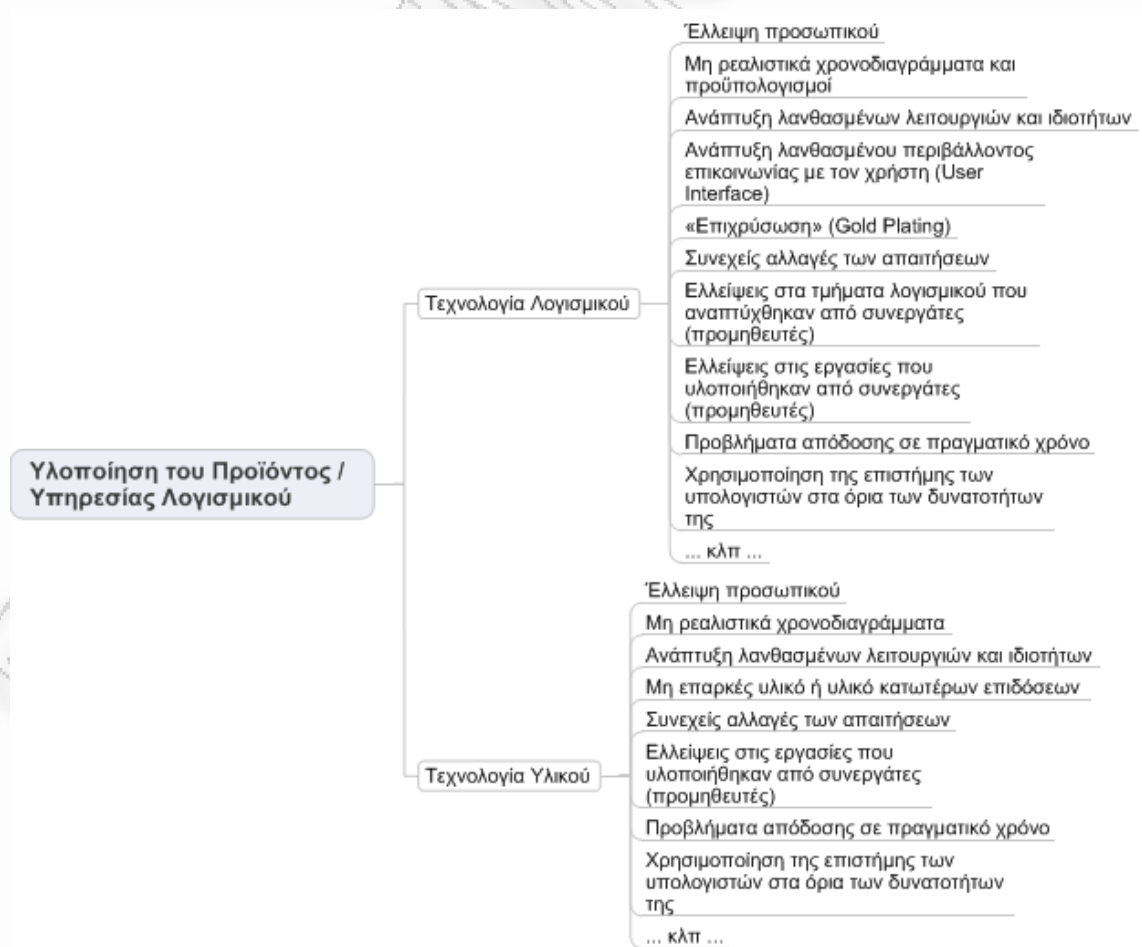 Έλλειψη προσωπικού
Μη ρεαλιστικά χρονοδιαγράμματα και
προϋπολογισμοί
Ανάπτυξη λανθασμένων λειτουργιών και ιδιοτήτων
Ανάπτυξη λανθασμένου περιβάλλοντος
επικοινωνίας με τον χρήστη (User
Interface)
«Επιχρύσωση» (Gold Plating)
Συνεχείς αλλαγές των απαιτήσεων
Τεχνολογία Λογισμικού
Ελλείψεις στα τμήματα λογισμικού που
αναπτύχθηκαν από συνεργάτες
(προμηθευτές)
Ελλείψεις στις εργασίες που
υλοποιήθηκαν από συνεργάτες
(προμηθευτές)
Προβλήματα απόδοσης σε πραγματικό χρόνο
Χρησιμοποίηση της επιστήμης των
υπολογιστών στα όρια των δυνατοτήτων
της
... κλπ ...
Υλοποίηση του Προϊόντος /
Υπηρεσίας Λογισμικού
Έλλειψη προσωπικού
Μη ρεαλιστικά χρονοδιαγράμματα
Ανάπτυξη λανθασμένων λειτουργιών και ιδιοτήτων
Μη επαρκές υλικό ή υλικό κατωτέρων επιδόσεων
Συνεχείς αλλαγές των απαιτήσεων
Τεχνολογία Υλικού
Ελλείψεις στις εργασίες που
υλοποιήθηκαν από συνεργάτες
(προμηθευτές)
Προβλήματα απόδοσης σε πραγματικό χρόνο
Χρησιμοποίηση της επιστήμης των
υπολογιστών στα όρια των δυνατοτήτων
της
... κλπ ...